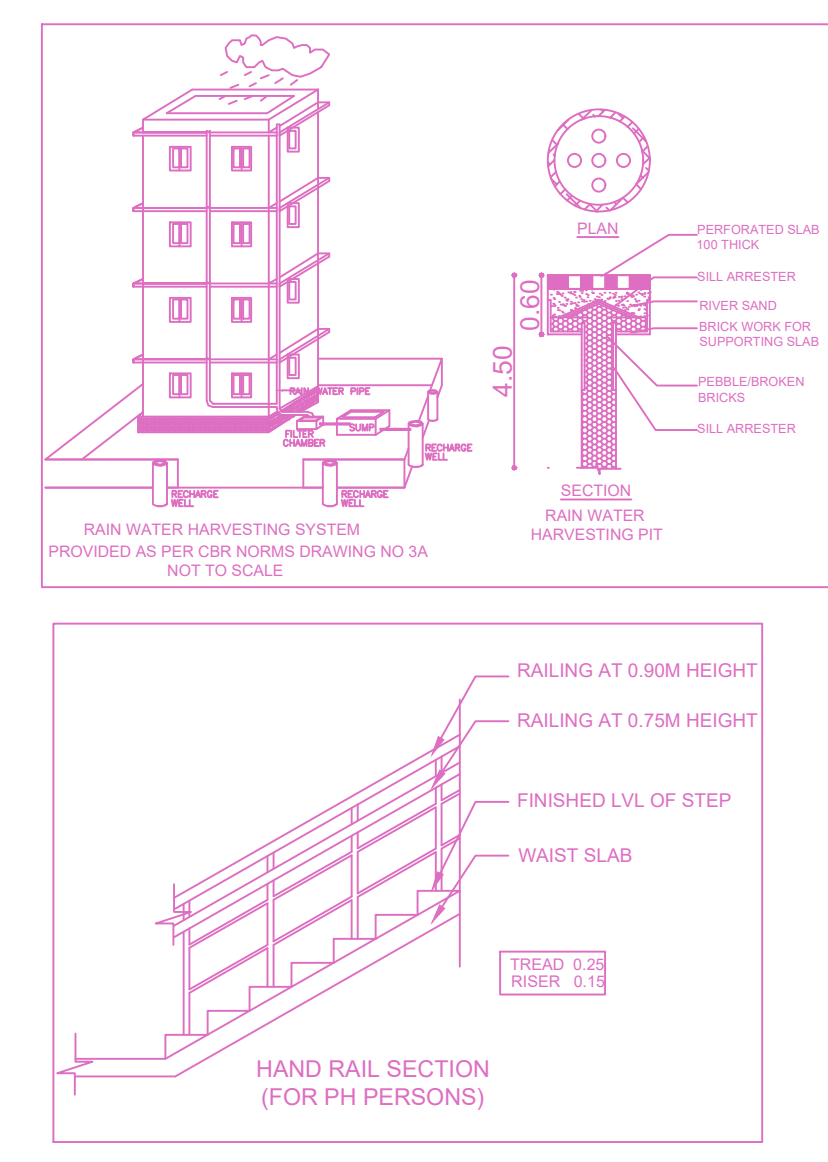 RAIN WATER PIPE
FILTER
CHAMBER
SUMP
RECHARGE
WELL
RECHARGE
WELL
RECHARGE
WELL
RAIN WATER HARVESTING SYSTEM
PROVIDED AS PER CBR NORMS DRAWING NO 3A
NOT TO SCALE
PLAN
PERFORATED SLAB
100 THICK
SILL ARRESTER
RIVER SAND
BRICK WORK FOR
SUPPORTING SLAB
PEBBLE/BROKEN
BRICKS
SILL ARRESTER
0.60
4.50
SECTION
RAIN WATER
HARVESTING PIT
RAILING AT 0.90M HEIGHT
RAILING AT 0.75M HEIGHT
FINISHED LVL OF STEP
WAIST SLAB
TREAD 0.25
RISER 0.15
HAND RAIL SECTION
(FOR PH PERSONS)